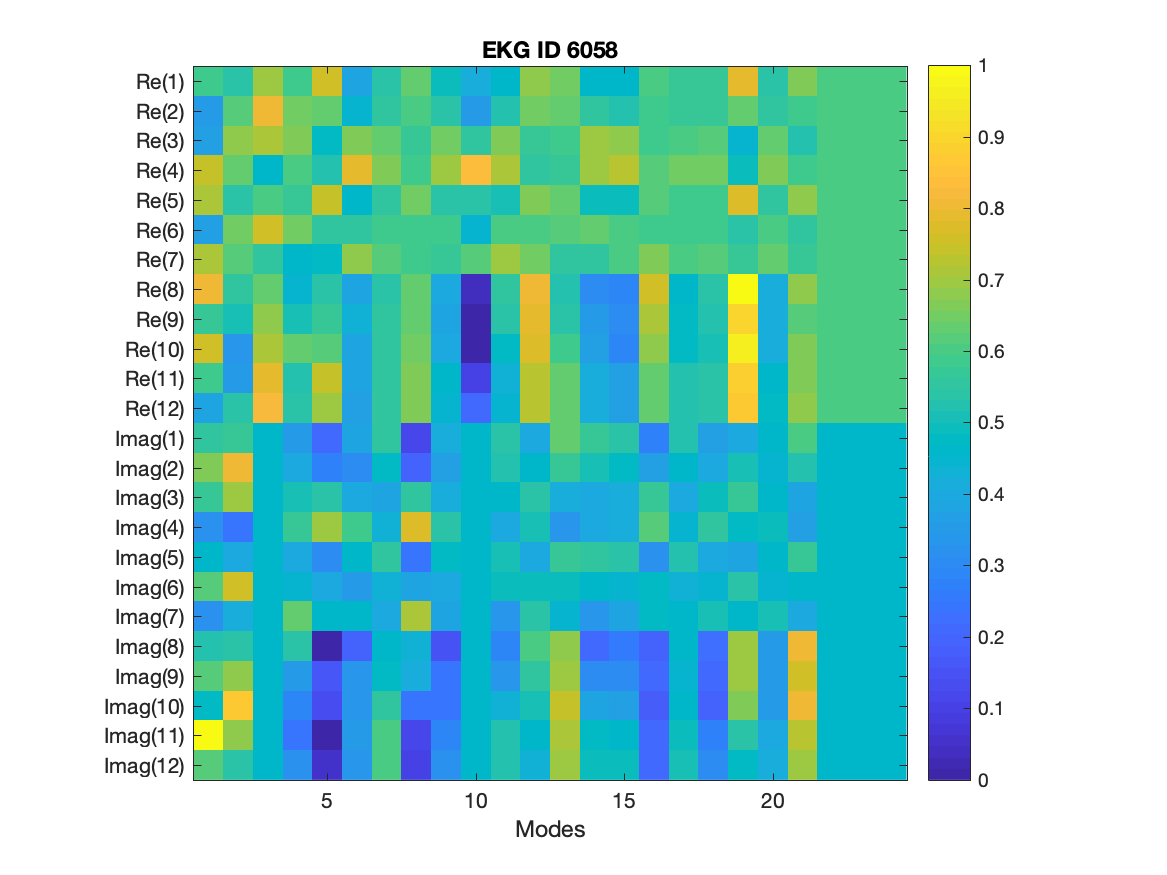 EKG ID 6058
Re(1)
Re(2)
Re(3)
Re(4)
Re(5)
Re(6)
Re(7)
Re(8)
Re(9)
Re(10)
Re(11)
Re(12)
Imag(1)
Imag(2)
Imag(3)
Imag(4)
Imag(5)
Imag(6)
Imag(7)
Imag(8)
Imag(9)
Imag(10)
Imag(11)
Imag(12)
5 10 15 20
Modes
1
0.9
0.8
0.7
0.6
0.5
0.4
0.3
0.2
0.1
0